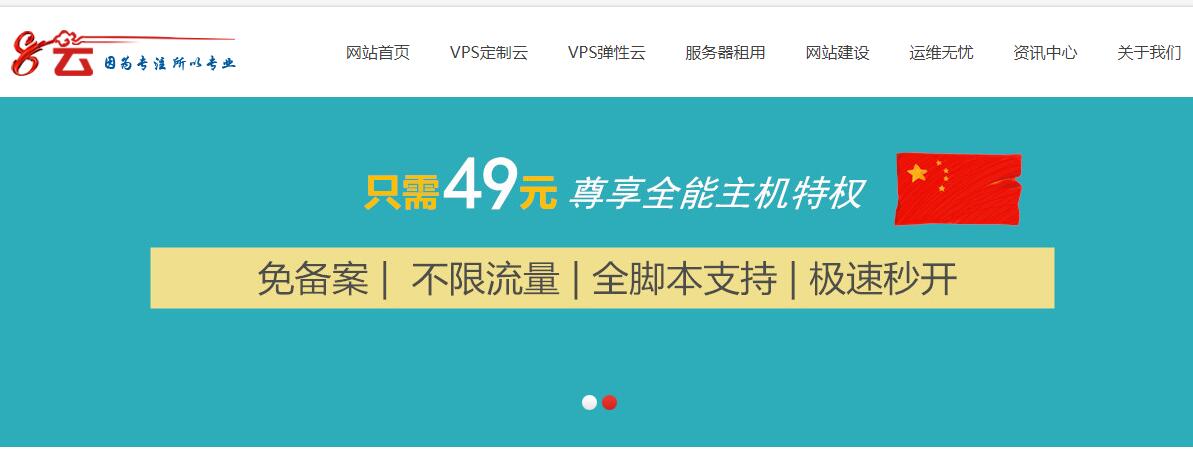 8云 因为专注所以专业
网站首页 VPS定制云 VPS弹性云 服务器租用 网站建设 运维无忧 资讯中心 关于我们
只需49元 尊享全能主机特权
免备案 | 不限流量 | 全脚本支持 | 极速秒开